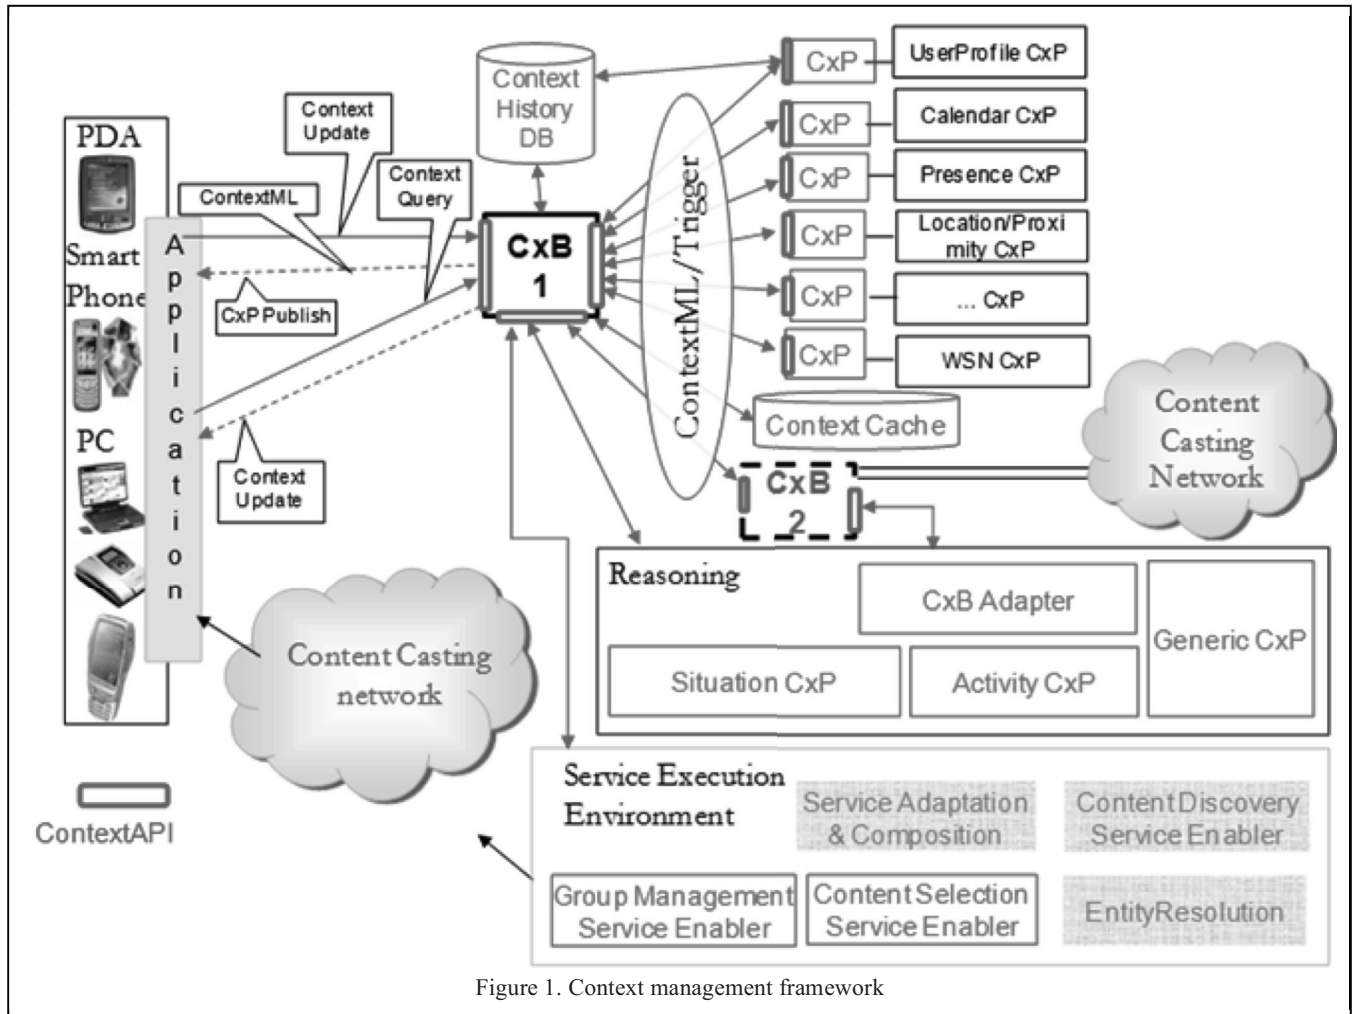 PDA
Smart
Phone
PC
A
p
p
l
i
c
a
t
i
o
n
ContextAPI
Context
Update
ContextML
Context
Query
CxP Publish
Context
Update
Context
History
DB
CxB
1
ContextML/Trigger
CxP
UserProfile CxP
CxP
Calendar CxP
CxP
Presence CxP
CxP
Location/Proxi
mity CxP
CxP
... CxP
CxP
WSN CxP
Context Cache
CxB
2
Content
Casting
Network
Content Casting
network
Reasoning
CxB Adapter
Generic CxP
Situation CxP
Activity CxP
Service Execution
Environment
Service Adaptation
& Composition
Content Discovery
Service Enabler
Group Management
Service Enabler
Content Selection
Service Enabler
EntityResolution
Figure 1. Context management framework